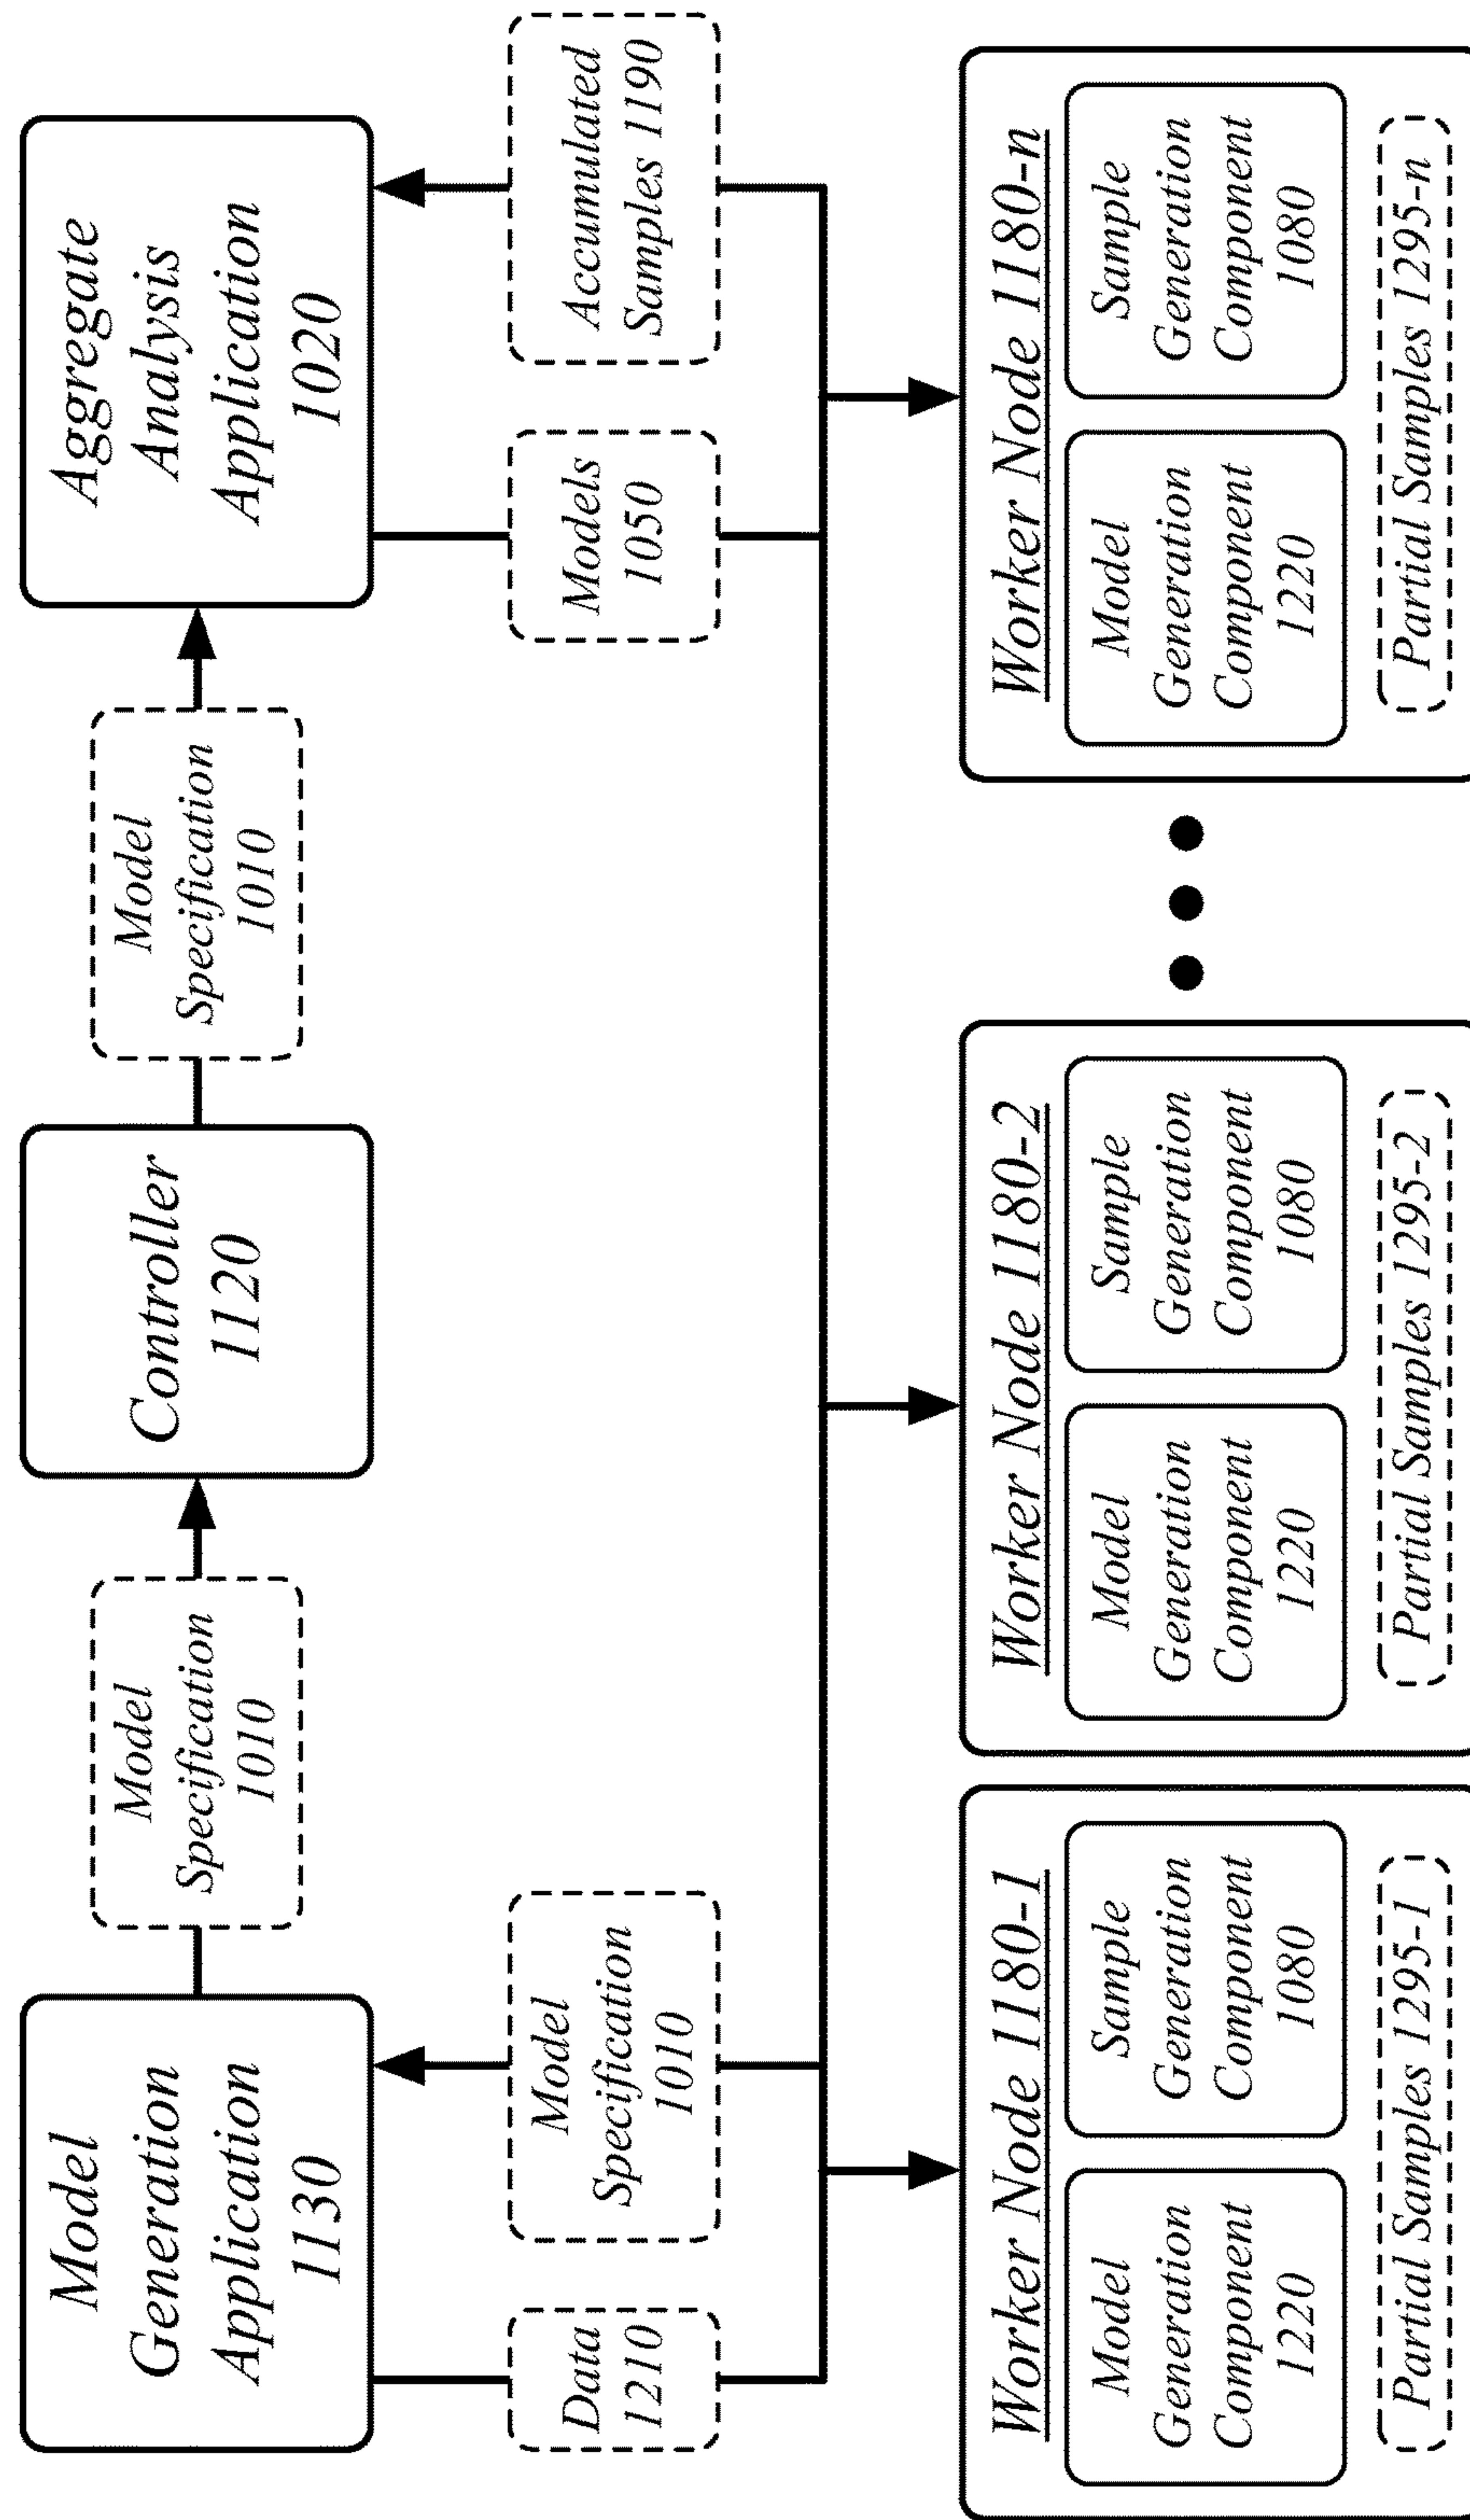 Model
Generation
Application
1130
Model
Specification
1010
Controller
1120
Model
Specification
1010
Aggregate
Analysis
Application
1020
Data
1210
Model
Specification
1010
Models
1050
Accumulated
Samples 1190
Worker Node 1180-1
Model
Generation
Component
1220
Sample
Generation
Component
1080
Partial Samples 1295-1
Worker Node 1180-2
Model
Generation
Component
1220
Sample
Generation
Component
1080
Partial Samples 1295-2
Worker Node 1180-n
Model
Generation
Component
1220
Sample
Generation
Component
1080
Partial Samples 1295-n